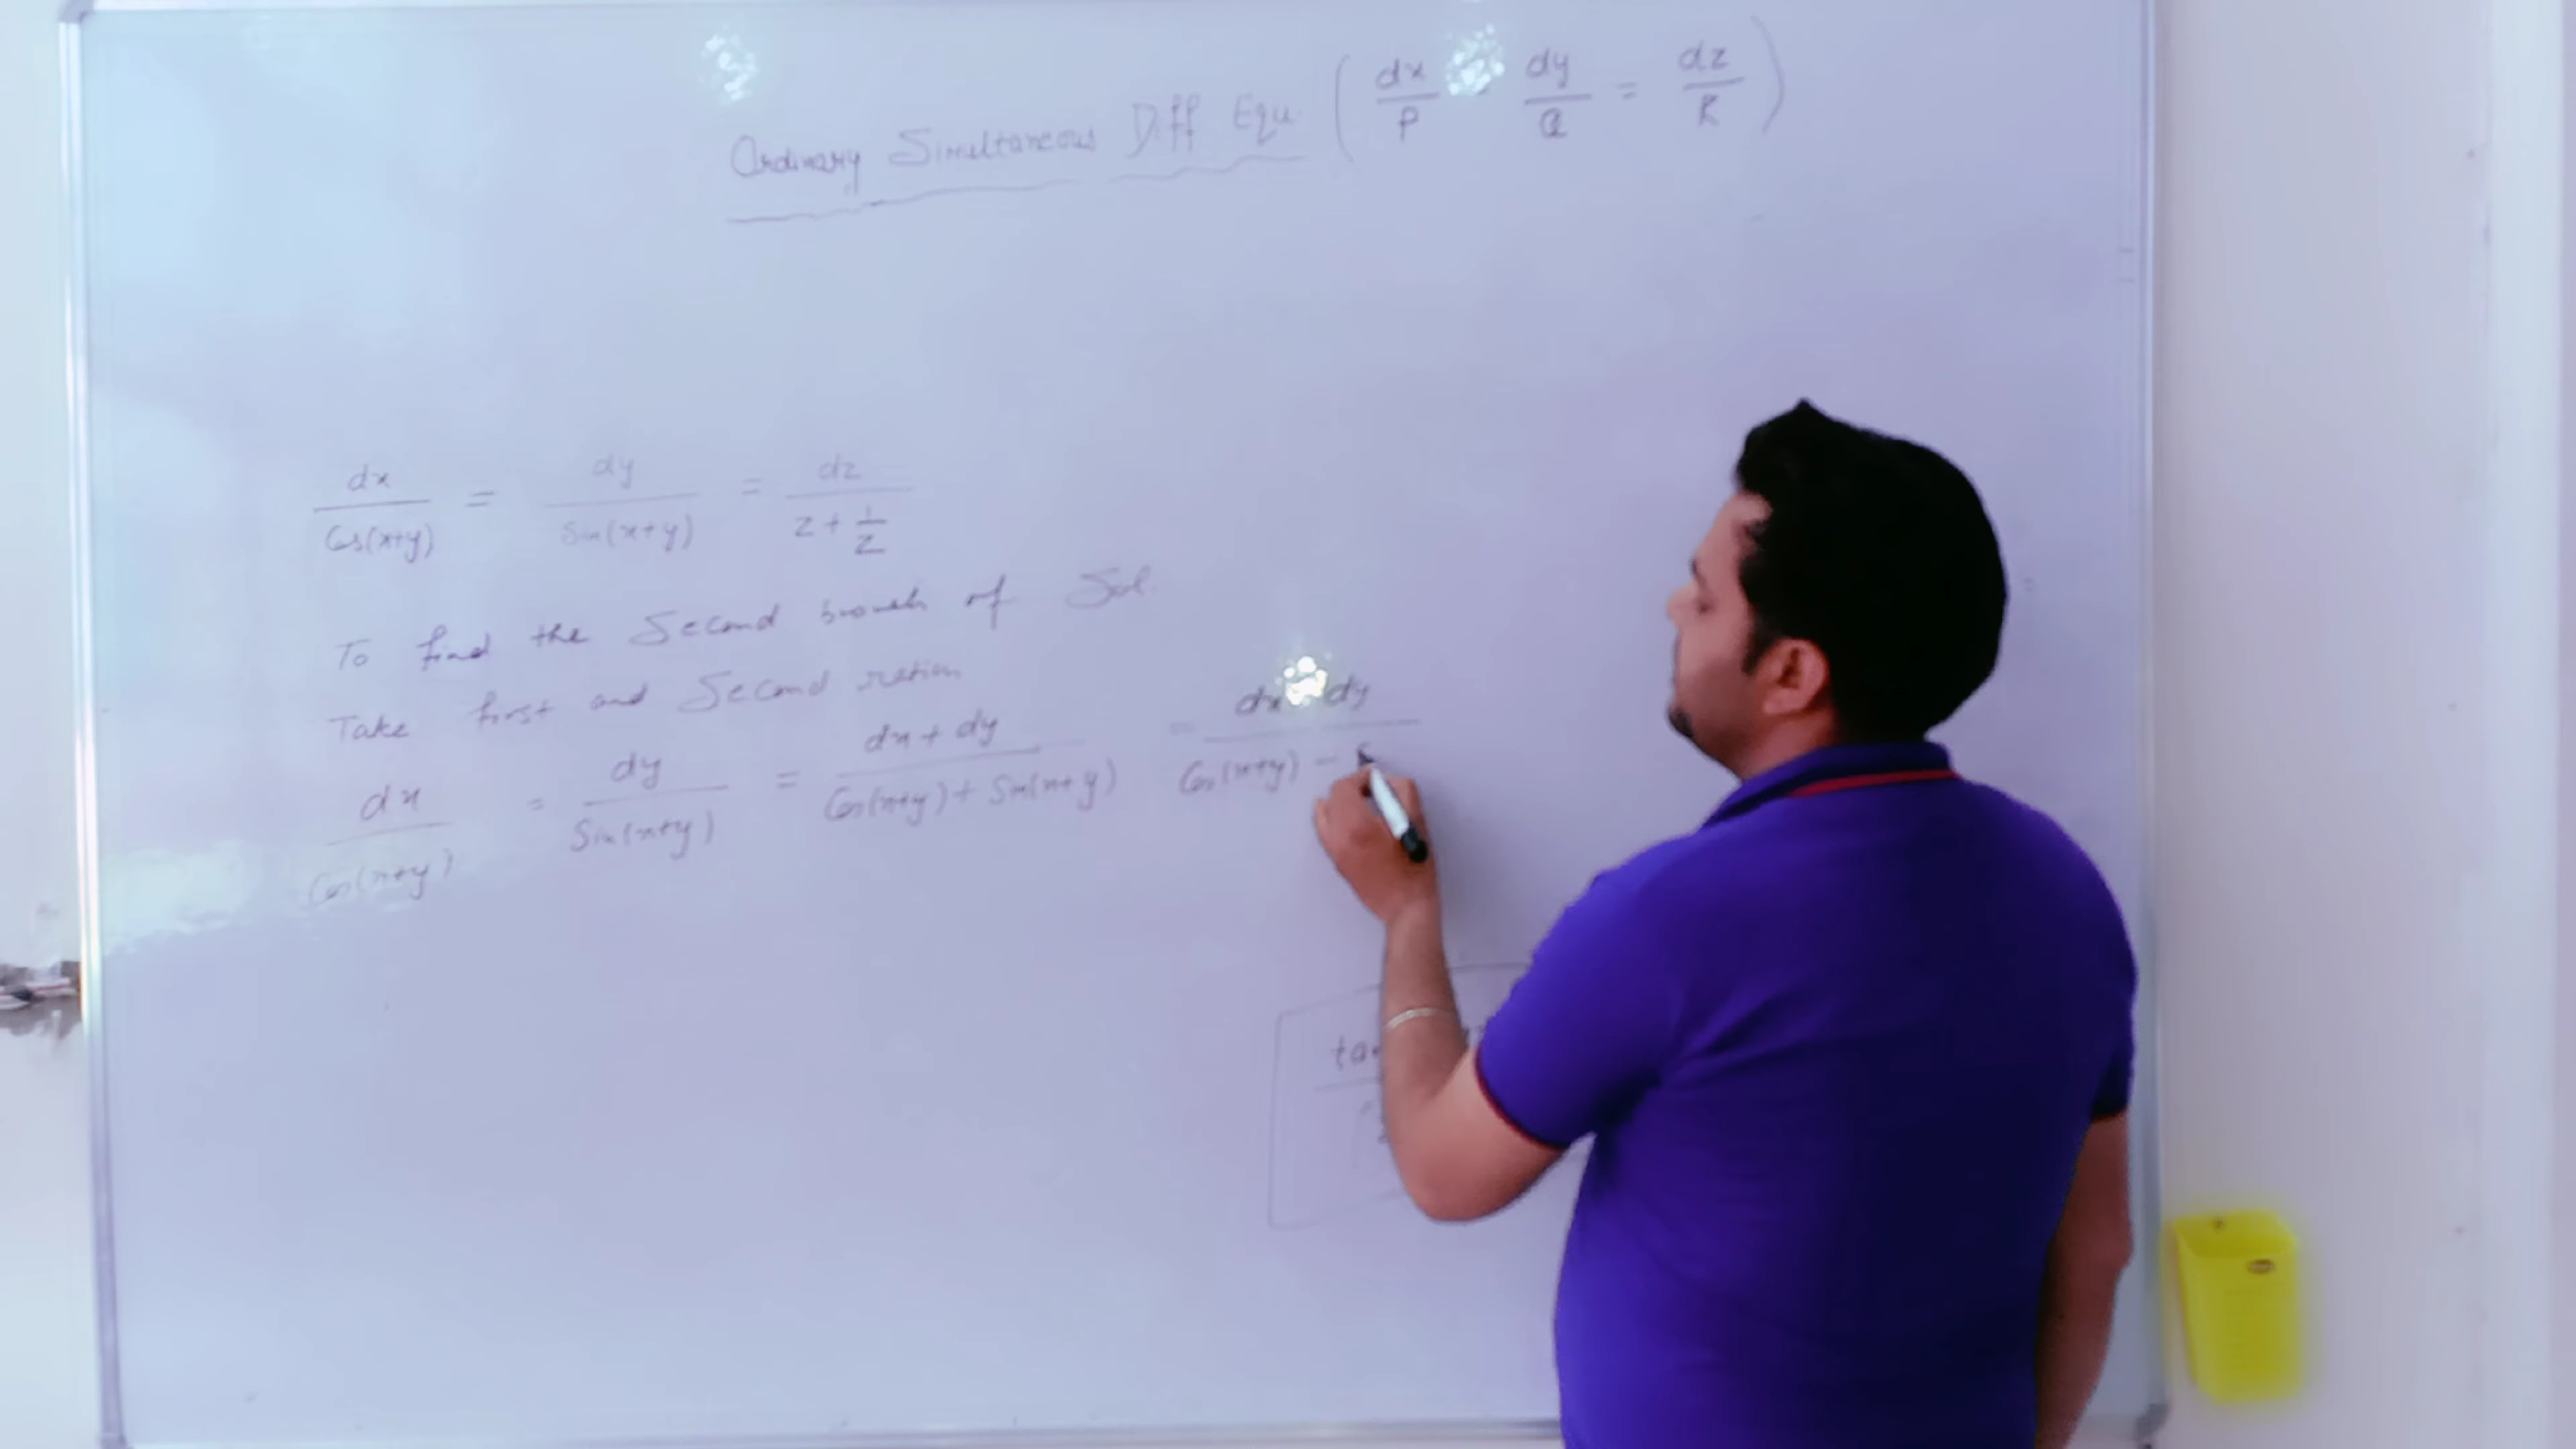 Ordinary Simultaneous Diff Equ. ( dx/P = dy/Q = dz/R )
dx/Cos(x+y) = dy/Sin(x+y) = dz/(z + 1/z)
To find the Second branch of Sol.
Take first and Second ration
dx/Cos(x+y) = dy/Sin(x+y) = (dx + dy)/(Cos(x+y) + Sin(x+y)) = (dx - dy)/(Cos(x+y) - S